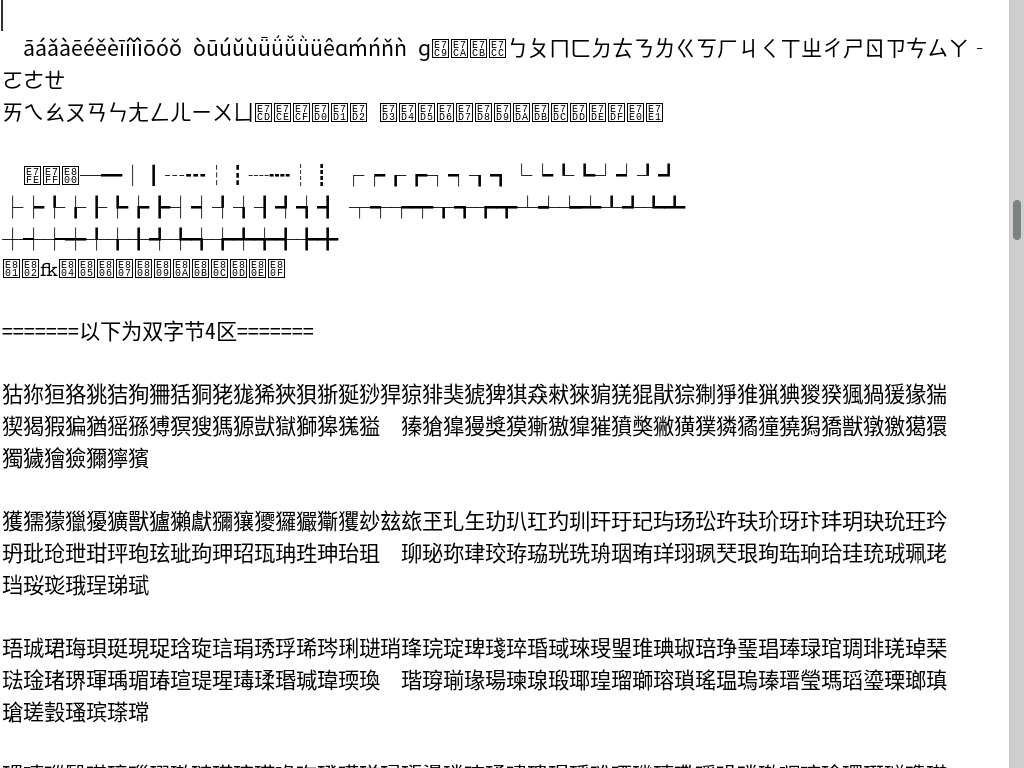 āáǎàēéěèīíǐìōóǒ òūúǔùǖǘǚǜüêɑḿńňǹ ɡㄅㄆㄇㄈㄉㄊㄋㄌㄍㄎㄏㄐㄑㄒㄓㄔㄕㄖㄗㄘㄙㄚ-
ㄛㄜㄝ
ㄞㄟㄠㄡㄢㄣㄤㄥㄦㄧㄨㄩ
─━│┃┄┅┆┇┈┉┊┋ ┌┍┎┏┐┑┒┓└┕┖┗┘┙┚┛
├┝┞┟┠┡┢┣┤┥┦┧┨┩┪┫ ┬┭┮┯┰┱┲┳┴┵┶┷┸┹┺┻
┼┽┾┿╀╁╂╃╄╅╆╇╈╉╊╋
fk
=======以下为双字节4区=======
狜狝狟狢狣狤狥狦狧狪狫狵狶狹狽狾狿猀猂猄猅猆猇猈猉猋猌猍猏猐猑猒猔猘猙猚猟猠猣猤猦猧猨猭猯
猰猲猳猵猶猺猻猼猽獀獁獂獃獄獅獆獇獈 獉獊獋獌獎獏獑獓獔獕獖獘獙獚獛獜獝獞獟獡獢獣獤獥獦獧
獨獩獪獫獮獰獱
獲獳獴獵獶獷獸獹獺獻獼獽獾獿玀玁玂玃玅玆玈玊玌玍玏玐玒玓玔玕玗玘玙玚玜玝玞玠玡玣玤玥玦玧玨玪
玬玭玱玴玵玶玸玹玼玽玾玿珁珃珄珅珆珇 珋珌珎珒珓珔珕珖珗珘珚珛珜珝珟珡珢珣珤珦珨珪珫珬珮珯
珰珱珳珴珵珶珷
珸珹珺珻珼珽現珿琀琁琂琄琇琈琋琌琍琎琑琒琓琔琕琖琗琘琙琜琝琞琟琠琡琣琤琧琩琫琭琯琱琲琷琸琹
琺琻琽琾琿瑀瑂瑃瑄瑅瑆瑇瑈瑉瑊瑋瑌瑍 瑎瑏瑐瑑瑒瑓瑔瑖瑘瑝瑠瑡瑢瑣瑤瑥瑦瑧瑨瑩瑪瑫瑬瑮瑯瑱
瑲瑳瑴瑵瑸瑹瑺